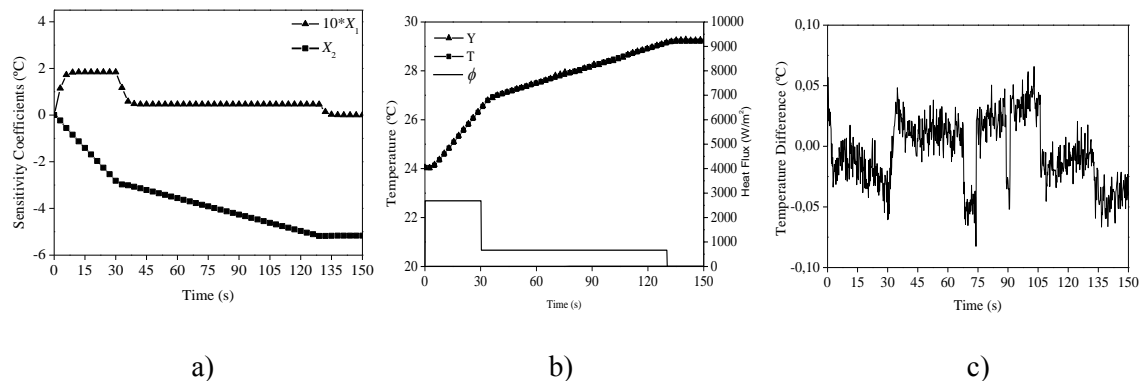 4
2
0
-2
-4
-6
Sensitivity Coefficients (ºC)
10*X₁
X₂
0 15 30 45 60 75 90 105 120 135 150
Time (s)
a)
30
28
26
24
22
20
Temperature (ºC)
Y
T
ϕ
10000
9000
8000
7000
6000
5000
4000
3000
2000
1000
0
Heat Flux (W/m²)
0 30 60 90 120 150
Time (s)
b)
0,10
0,05
0,00
-0,05
-0,10
Temperature Difference (ºC)
0 15 30 45 60 75 90 105 120 135 150
Time (s)
c)